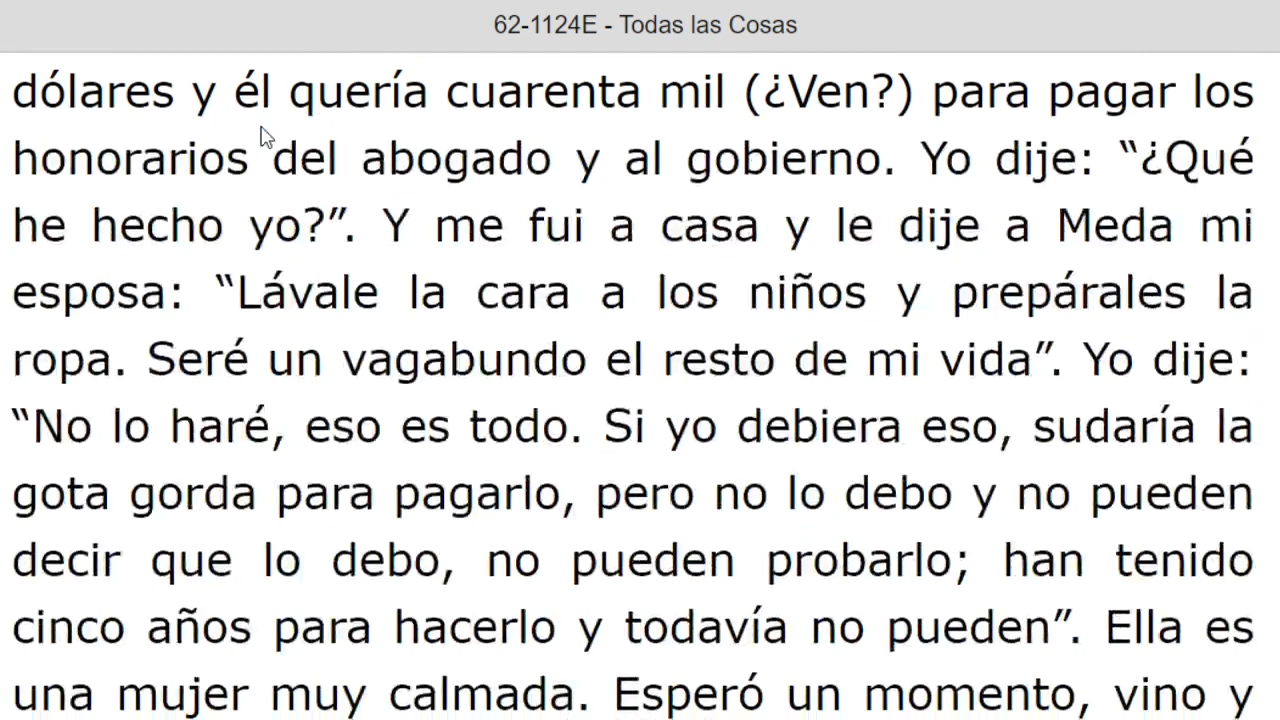 62-1124E - Todas las Cosas
dólares y él quería cuarenta mil (¿Ven?) para pagar los
honorarios del abogado y al gobierno. Yo dije: “¿Qué
he hecho yo?”. Y me fui a casa y le dije a Meda mi
esposa: “Lávale la cara a los niños y prepárales la
ropa. Seré un vagabundo el resto de mi vida”. Yo dije:
“No lo haré, eso es todo. Si yo debiera eso, sudaría la
gota gorda para pagarlo, pero no lo debo y no pueden
decir que lo debo, no pueden probarlo; han tenido
cinco años para hacerlo y todavía no pueden”. Ella es
una mujer muy calmada. Esperó un momento, vino y